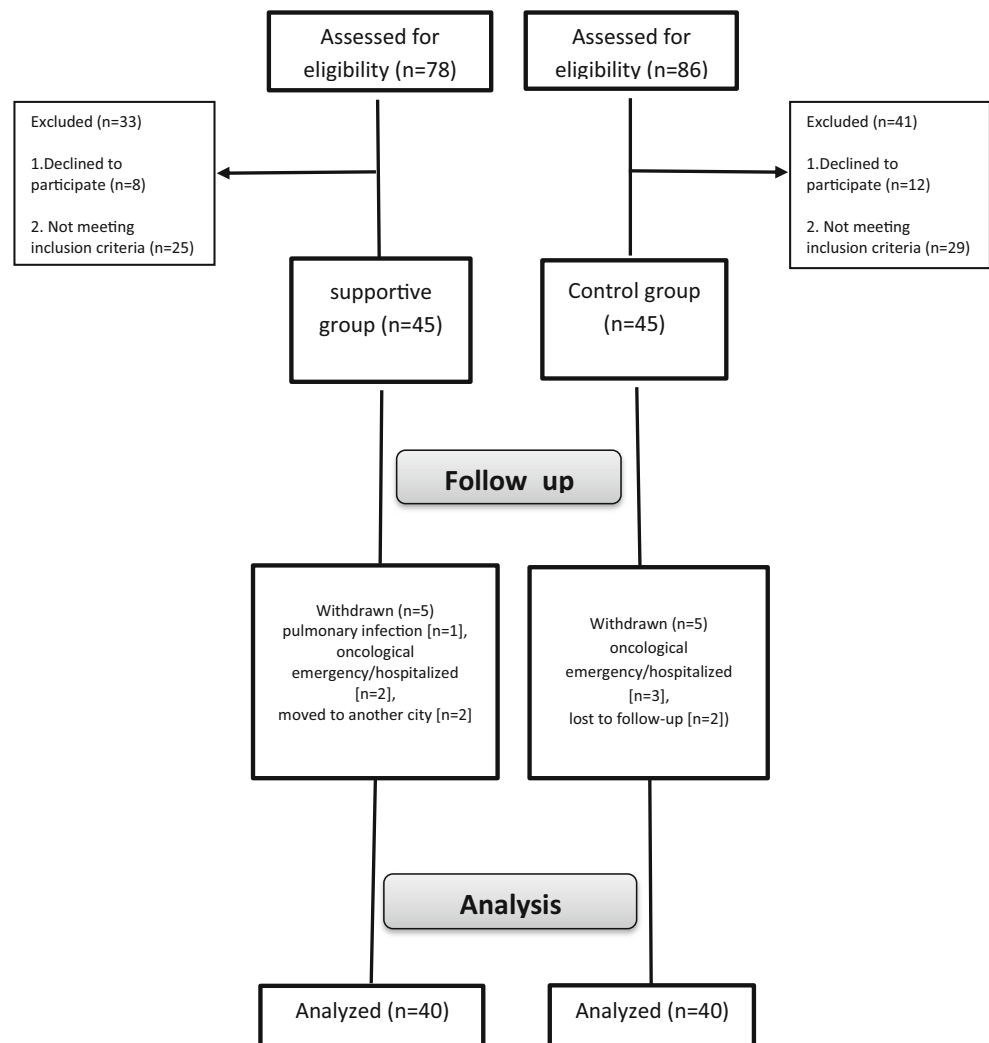 Assessed for
eligibility (n=78)
Assessed for
eligibility (n=86)
Excluded (n=33)
1.Declined to
participate (n=8)
2. Not meeting
inclusion criteria (n=25)
Excluded (n=41)
1.Declined to
participate (n=12)
2. Not meeting
inclusion criteria (n=29)
supportive
group (n=45)
Control group
(n=45)
Follow up
Withdrawn (n=5)
pulmonary infection [n=1],
oncological
emergency/hospitalized
[n=2],
moved to another city [n=2]
Withdrawn (n=5)
oncological
emergency/hospitalized
[n=3],
lost to follow-up [n=2])
Analysis
Analyzed (n=40)
Analyzed (n=40)